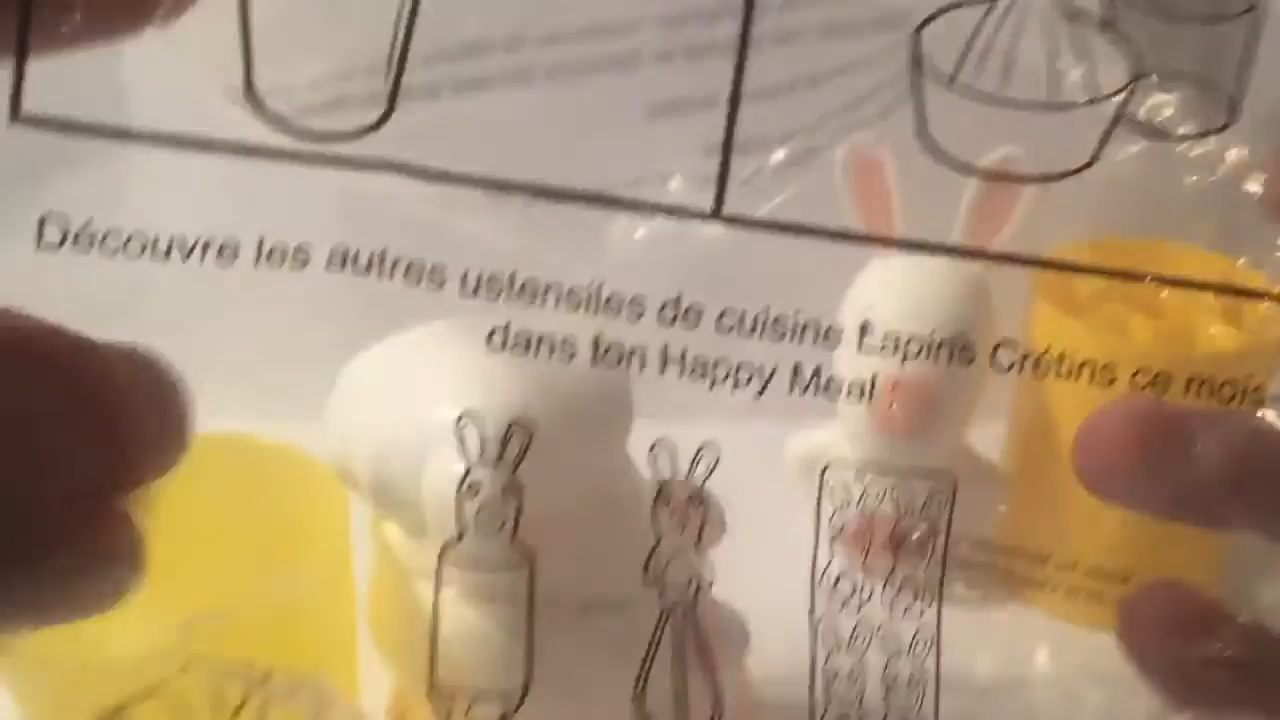 Découvre les autres ustensiles de cuisine Lapins Crétins ce mois-
dans ton Happy Meal :